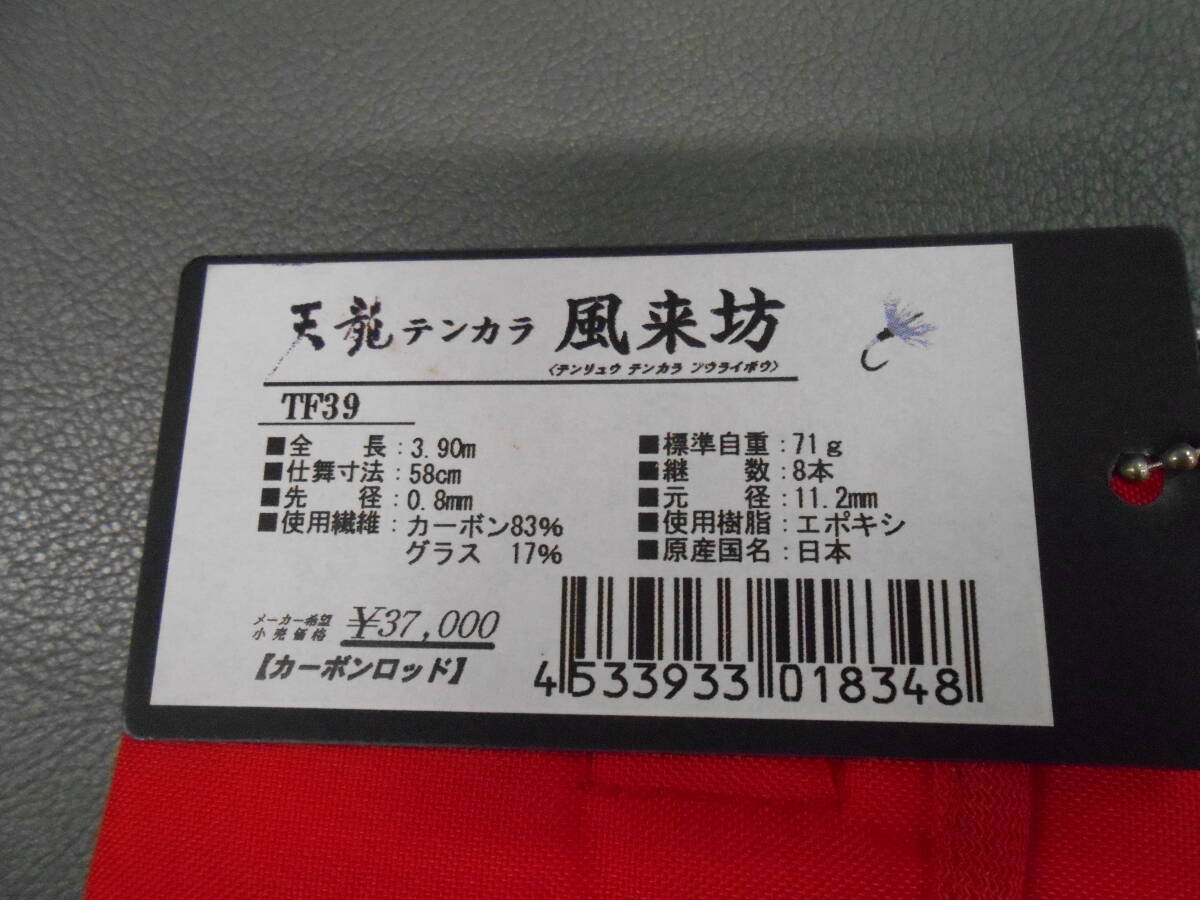 天龍テンカラ 風来坊
〈テンリュウ テンカラ フウライボウ〉
TF39
■全長:3.90m
■仕舞寸法:58cm
■先径:0.8mm
■使用繊維:カーボン83%
グラス 17%
■標準自重:71g
■継数:8本
■元径:11.2mm
■使用樹脂:エポキシ
■原産国名:日本
メーカー希望
小売価格 ¥37,000
【カーボンロッド】
4 533933 018348